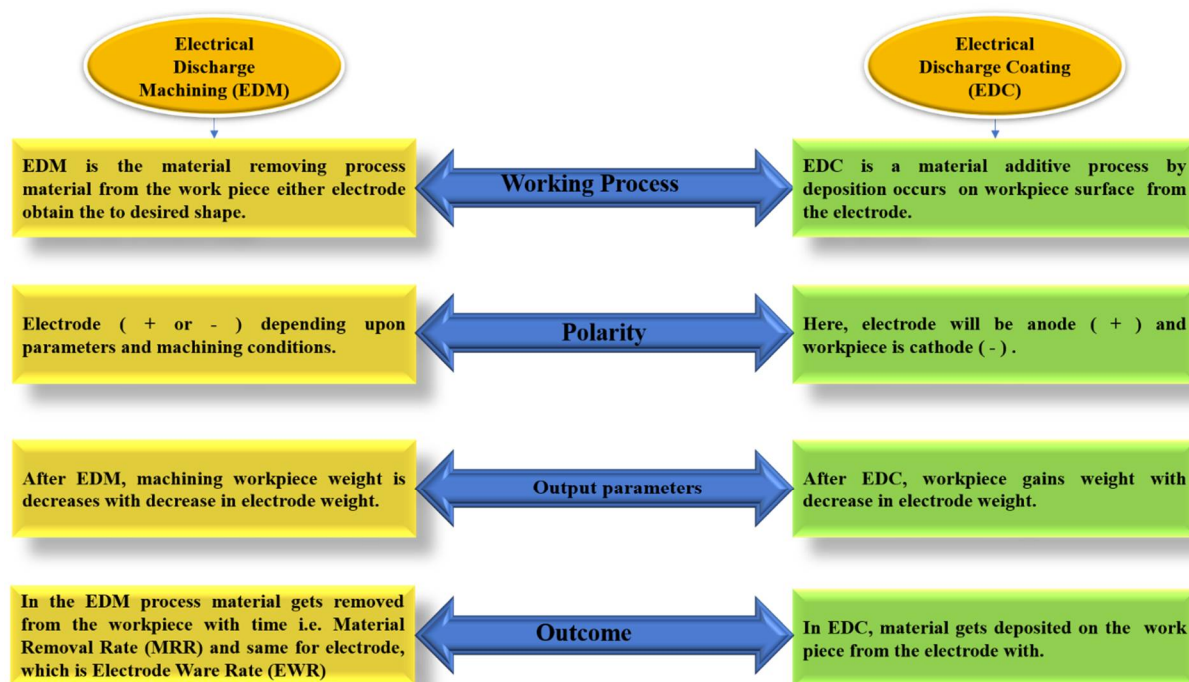 Electrical
Discharge
Machining (EDM)
Electrical
Discharge Coating
(EDC)
EDM is the material removing process
material from the work piece either electrode
obtain the to desired shape.
Working Process
EDC is a material additive process by
deposition occurs on workpiece surface from
the electrode.
Electrode ( + or - ) depending upon
parameters and machining conditions.
Polarity
Here, electrode will be anode ( + ) and
workpiece is cathode ( - ) .
After EDM, machining workpiece weight is
decreases with decrease in electrode weight.
Output parameters
After EDC, workpiece gains weight with
decrease in electrode weight.
In the EDM process material gets removed
from the workpiece with time i.e. Material
Removal Rate (MRR) and same for electrode,
which is Electrode Ware Rate (EWR)
Outcome
In EDC, material gets deposited on the work
piece from the electrode with.